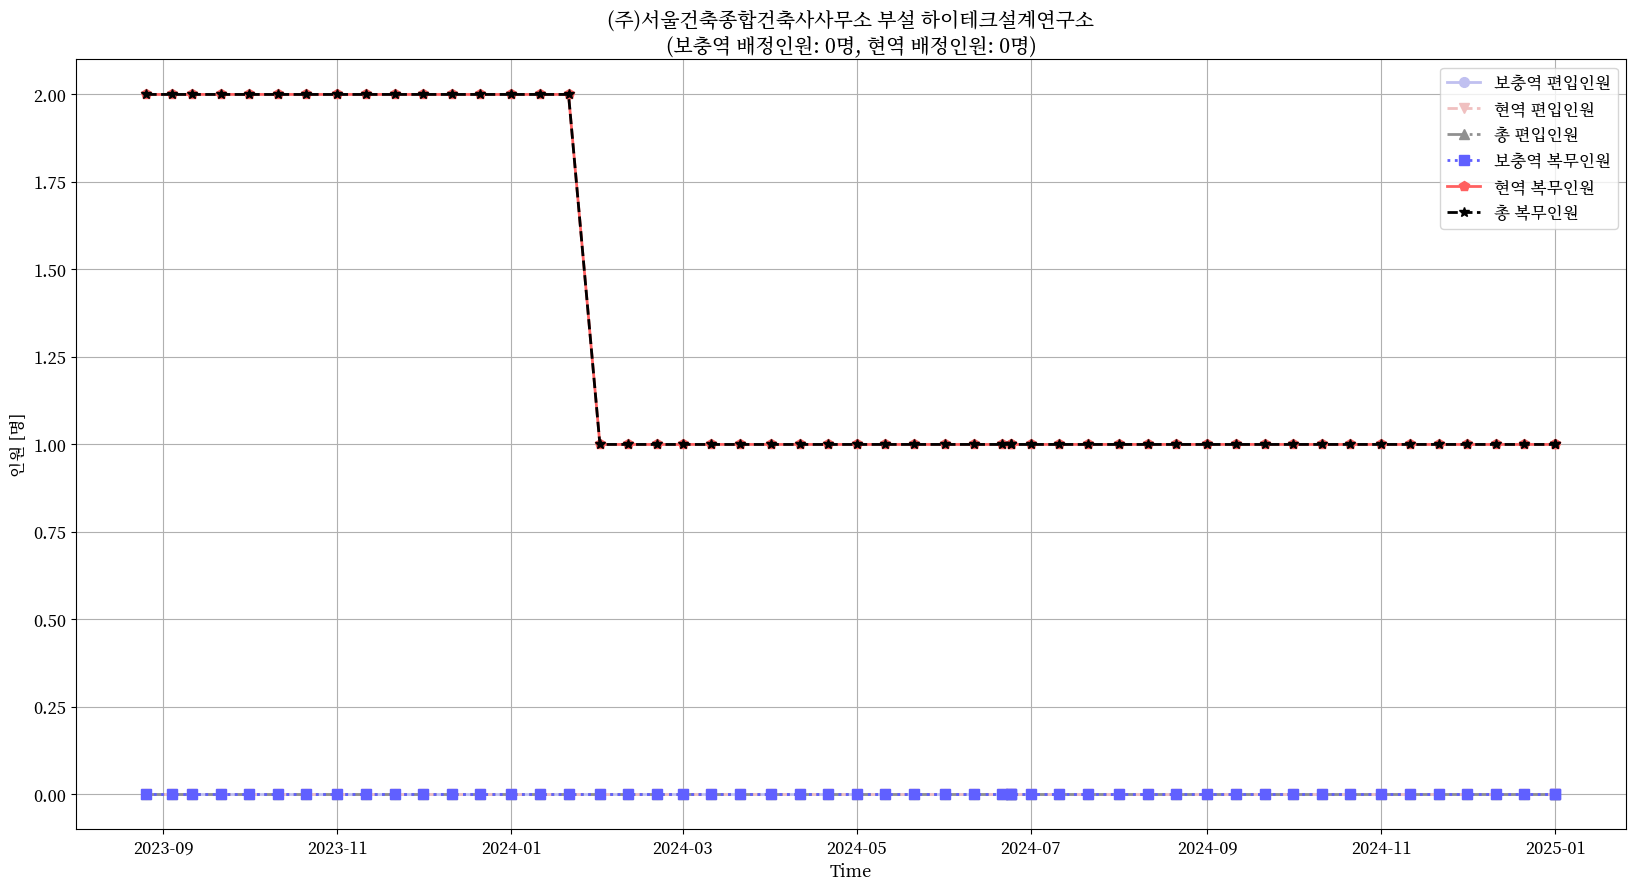 (주)서울건축종합건축사사무소 부설 하이테크설계연구소
(보충역 배정인원: 0명, 현역 배정인원: 0명)
보충역 편입인원
현역 편입인원
총 편입인원
보충역 복무인원
현역 복무인원
총 복무인원
인원 [명]
2.00
1.75
1.50
1.25
1.00
0.75
0.50
0.25
0.00
2023-09 2023-11 2024-01 2024-03 2024-05 2024-07 2024-09 2024-11 2025-01
Time